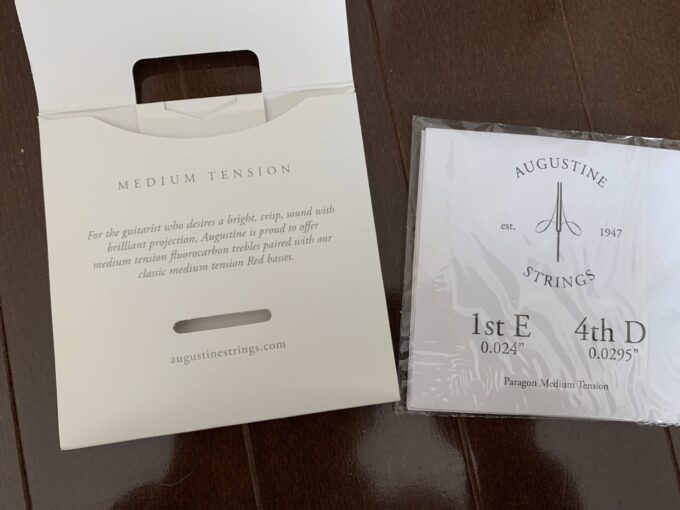 MEDIUM TENSION
For the guitarist who desires a bright, crisp, sound with
brilliant projection, Augustine is proud to offer
medium tension fluorocarbon trebles paired with our
classic medium tension Red basses.
augustinestrings.com
AUGUSTINE
est. 1947
STRINGS
1st E 4th D
0.024" 0.0295"
Paragon Medium Tension